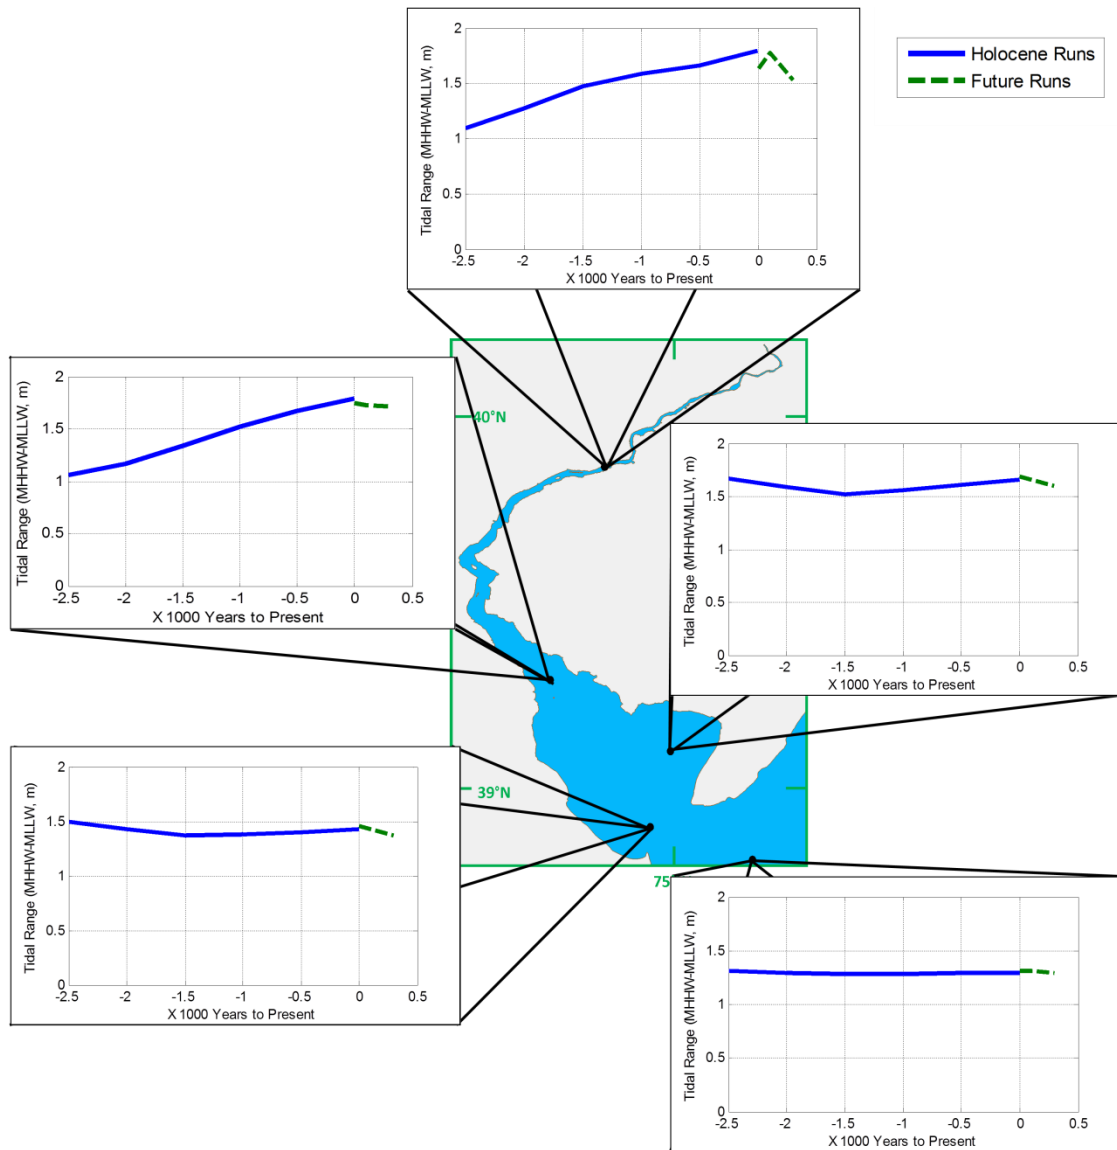 Holocene Runs
Future Runs
Tidal Range (MHHW-MLLW, m)
2
1.5
1
0.5
0
-2.5 -2 -1.5 -1 -0.5 0 0.5
X 1000 Years to Present
Tidal Range (MHHW-MLLW, m)
2
1.5
1
0.5
0
-2.5 -2 -1.5 -1 -0.5 0 0.5
X 1000 Years to Present
40°N
Tidal Range (MHHW-MLLW, m)
2
1.5
1
0.5
0
-2.5 -2 -1.5 -1 -0.5 0 0.5
X 1000 Years to Present
Tidal Range (MHHW-MLLW, m)
2
1.5
1
0.5
0
-2.5 -2 -1.5 -1 -0.5 0 0.5
X 1000 Years to Present
39°N
75
Tidal Range (MHHW-MLLW, m)
2
1.5
1
0.5
0
-2.5 -2 -1.5 -1 -0.5 0 0.5
X 1000 Years to Present